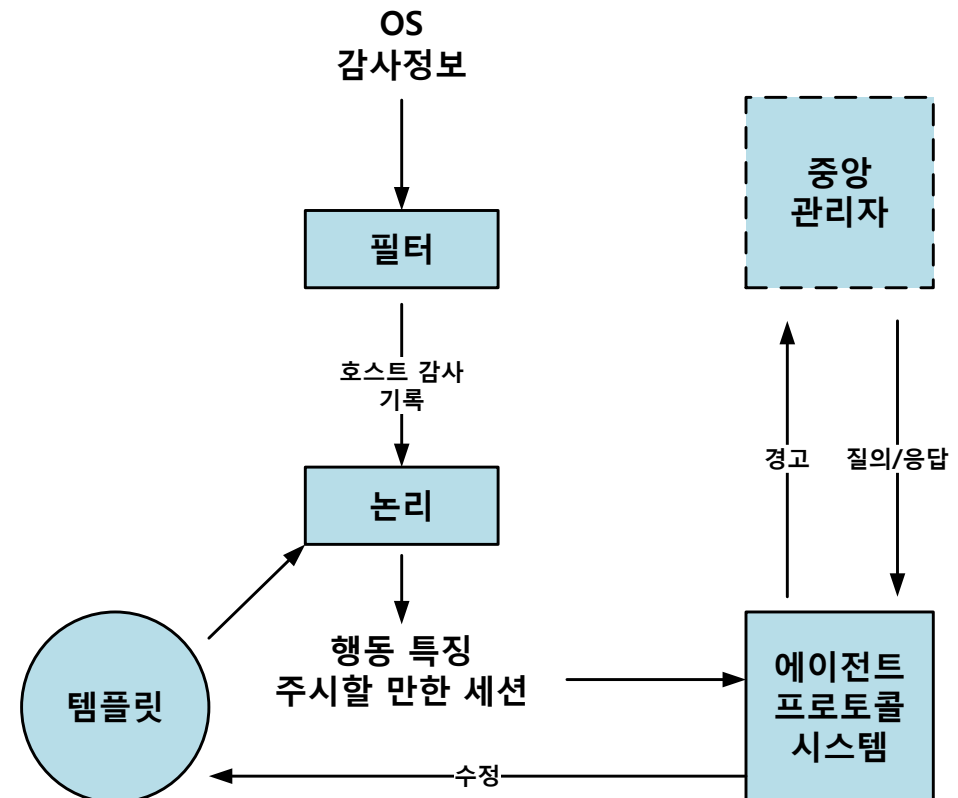 OS
감사정보
중앙
관리자
필터
호스트 감사
기록
경고
질의/응답
논리
행동 특징
주시할 만한 세션
에이전트
프로토콜
시스템
템플릿
수정